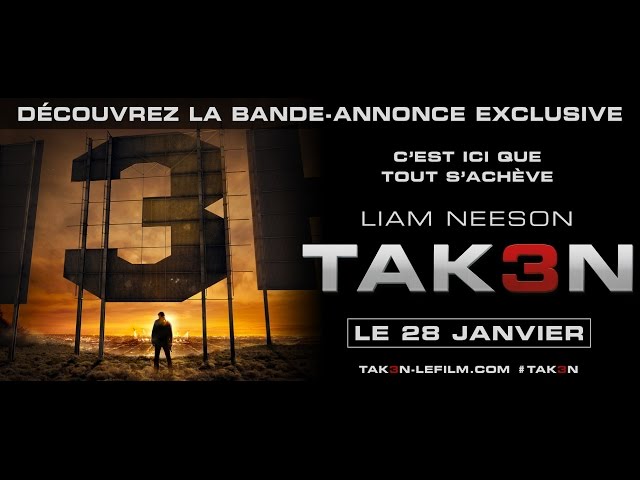 DÉCOUVREZ LA BANDE-ANNONCE EXCLUSIVE
3
C'EST ICI QUE
TOUT S'ACHÈVE
LIAM NEESON
TAK3N
LE 28 JANVIER
TAK3N-LEFILM.COM #TAK3N